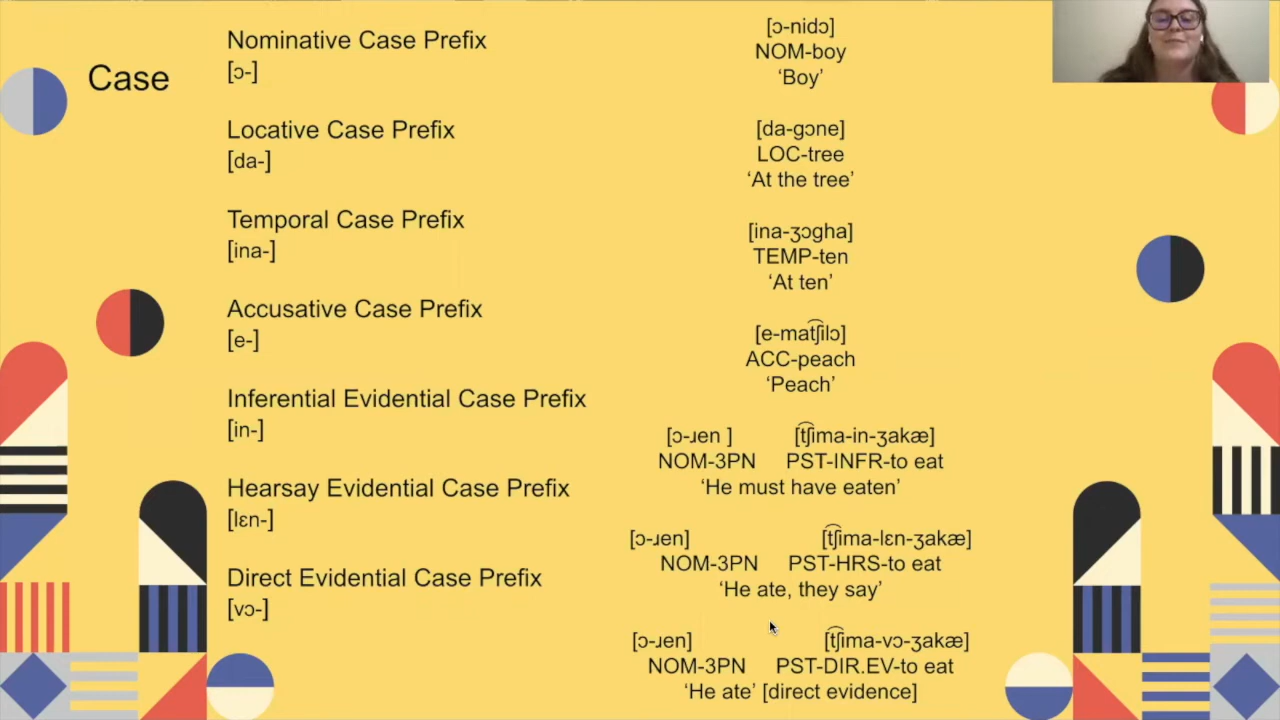 Case
Nominative Case Prefix
[ɔ-]
Locative Case Prefix
[da-]
Temporal Case Prefix
[ina-]
Accusative Case Prefix
[e-]
Inferential Evidential Case Prefix
[in-]
Hearsay Evidential Case Prefix
[lɛn-]
Direct Evidential Case Prefix
[vɔ-]
[ɔ-nidɔ]
NOM-boy
‘Boy’
[da-gɔne]
LOC-tree
‘At the tree’
[ina-ʒɔgha]
TEMP-ten
‘At ten’
[e-mat͡ʃilɔ]
ACC-peach
‘Peach’
[ɔ-ɹen ] [t͡ʃima-in-ʒakæ]
NOM-3PN PST-INFR-to eat
‘He must have eaten’
[ɔ-ɹen] [t͡ʃima-lɛn-ʒakæ]
NOM-3PN PST-HRS-to eat
‘He ate, they say’
[ɔ-ɹen] [t͡ʃima-vɔ-ʒakæ]
NOM-3PN PST-DIR.EV-to eat
‘He ate’ [direct evidence]